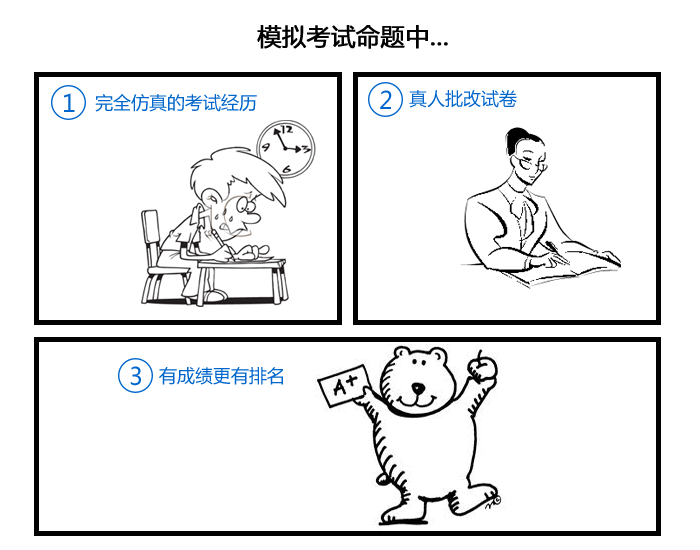 模拟考试命题中...
1 完全仿真的考试经历
12
9 3
6
2 真人批改试卷
3 有成绩更有排名
A+